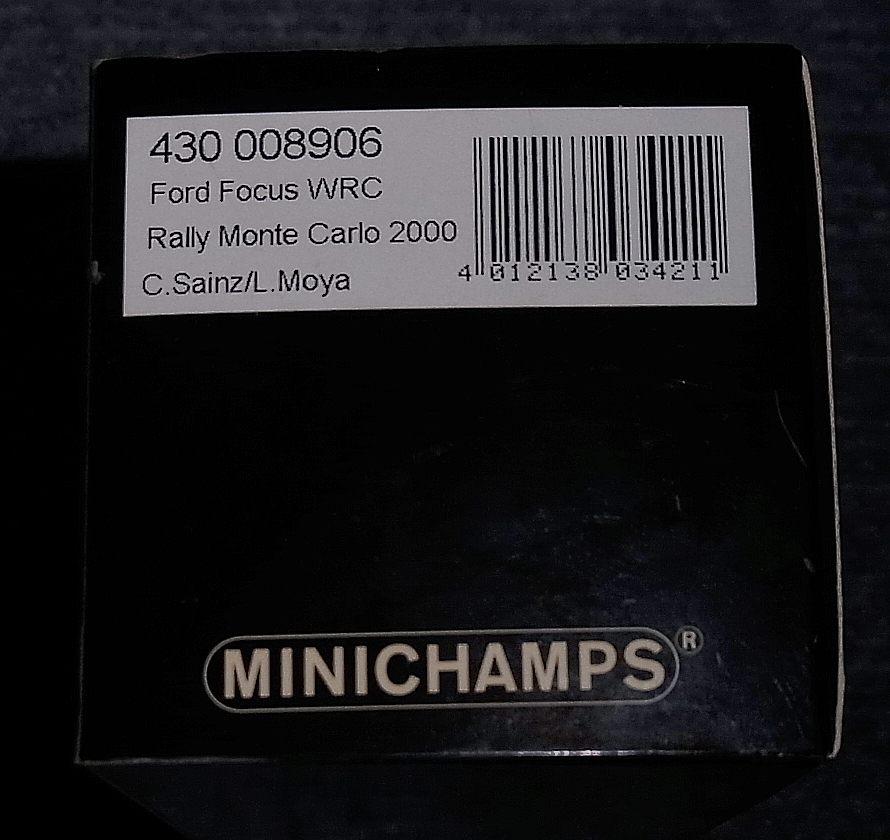 430 008906
Ford Focus WRC
Rally Monte Carlo 2000
C.Sainz/L.Moya
4 012138 034211
MINICHAMPS®